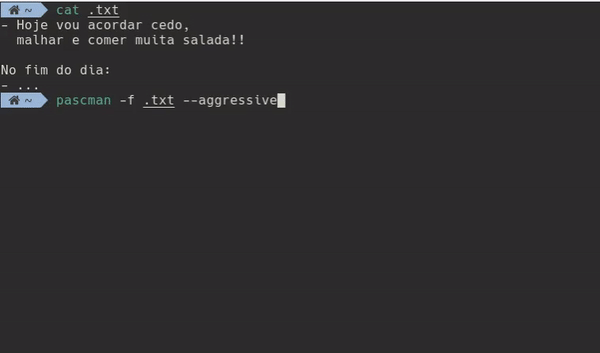 ~ cat .txt
- Hoje vou acordar cedo,
malhar e comer muita salada!!
No fim do dia:
- ...
~ pascman -f .txt --aggressive